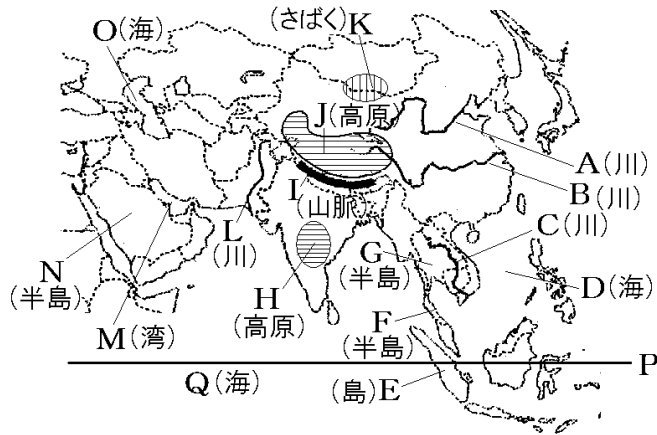 O(海)
(さばく)K
J(高原)
A(川)
B(川)
I
(山脈)
C(川)
L
(川)
G
(半島)
N
(半島)
H
(高原)
D(海)
M(湾)
F
(半島)
P
Q(海)
(島)E